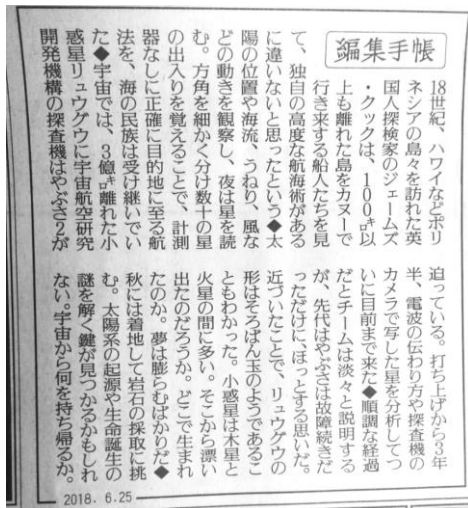 編集手帳
18世紀、ハワイなどポリ
ネシアの島々を訪れた英
国人探検家のジェームズ
・クックは、100㌔以
上も離れた島をカヌーで
行き来する船人たちを見
て、独自の高度な航海術がある
に違いないと思ったという◆太
陽の位置や海流、うねり、風な
どの動きを観察し、夜は星を読
む。方角を細かく分け数十の星
の出入りを覚えることで、計測
器なしに正確に目的地に至る航
法を、海の民族は受け継いでい
た◆宇宙では、3億㌔離れた小
惑星リュウグウに宇宙航空研究
開発機構の探査機はやぶさ2が
迫っている。打ち上げから3年
半、電波の伝わり方や探査機の
カメラで写した星を分析してつ
いに目前まで来た◆順調な経過
だとチームは淡々と説明する
が、先代はやぶさは故障続きだ
っただけに、ほっとする思いだ。
近づいたことで、リュウグウの
形はそろばん玉のようであるこ
ともわかった。小惑星は木星と
火星の間に多い。そこから漂い
出たのだろうか。どこで生まれ
たのか。夢は膨らむばかりだ◆
秋には着地して岩石の採取に挑
む。太陽系の起源や生命誕生の
謎を解く鍵が見つかるかもしれ
ない。宇宙から何を持ち帰るか。
2018. 6.25